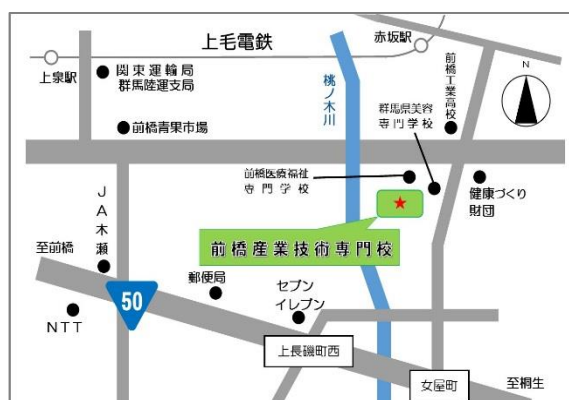 上毛電鉄
赤坂駅
上泉駅
関東運輸局
群馬陸運支局
桃ノ木川
前橋工業高校
N
群馬県美容
専門学校
前橋青果市場
前橋医療福祉
専門学校
健康づくり
財団
JA木瀬
前橋産業技術専門校
至前橋
50
郵便局
セブン
イレブン
NTT
上長磯町西
女屋町
至桐生